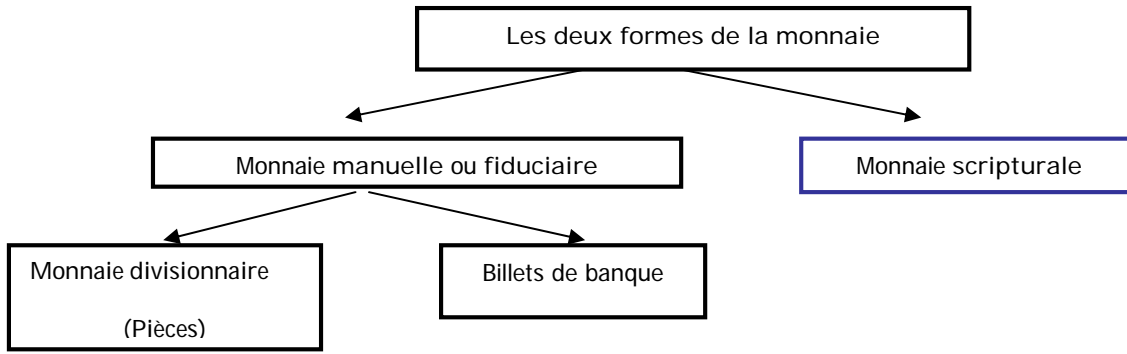 Les deux formes de la monnaie
Monnaie manuelle ou fiduciaire
Monnaie scripturale
Monnaie divisionnaire
(Pièces)
Billets de banque